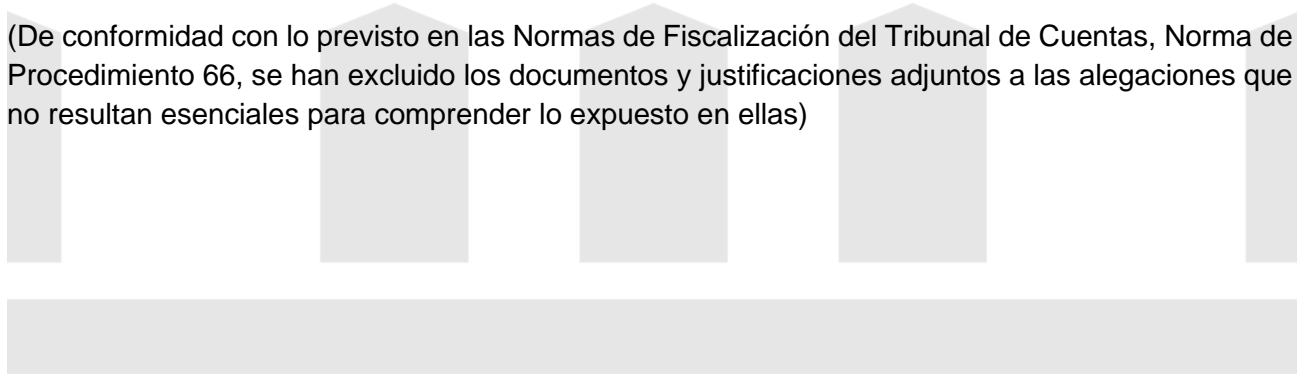 (De conformidad con lo previsto en las Normas de Fiscalización del Tribunal de Cuentas, Norma de
Procedimiento 66, se han excluido los documentos y justificaciones adjuntos a las alegaciones que
no resultan esenciales para comprender lo expuesto en ellas)